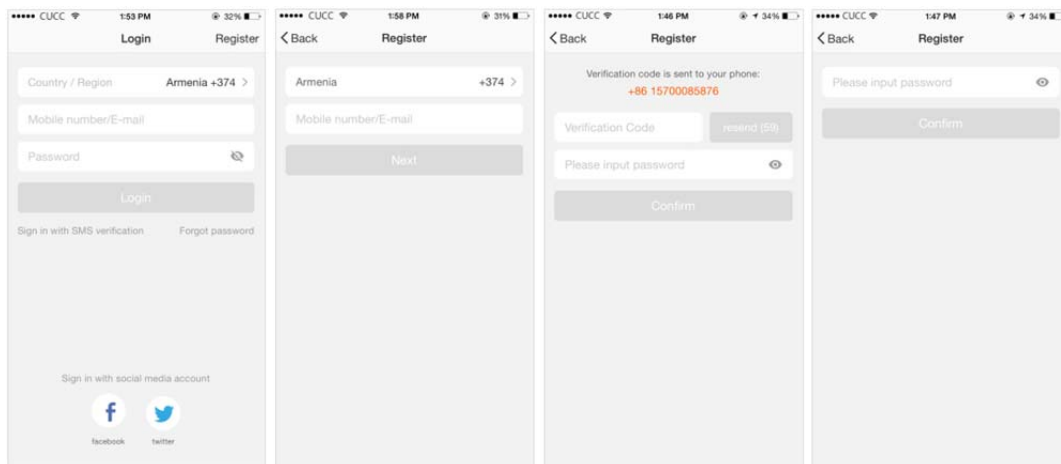 CUCC 1:53 PM 32%
Login Register
Country / Region Armenia +374
Mobile number/E-mail
Password
Login
Sign in with SMS verification Forgot password
Sign in with social media account
facebook twitter
CUCC 1:58 PM 31%
Back Register
Armenia +374
Mobile number/E-mail
Next
CUCC 1:46 PM 34%
Back Register
Verification code is sent to your phone:
+86 15700085876
Verification Code resend (59)
Please input password
Confirm
CUCC 1:47 PM 34%
Back Register
Please input password
Confirm